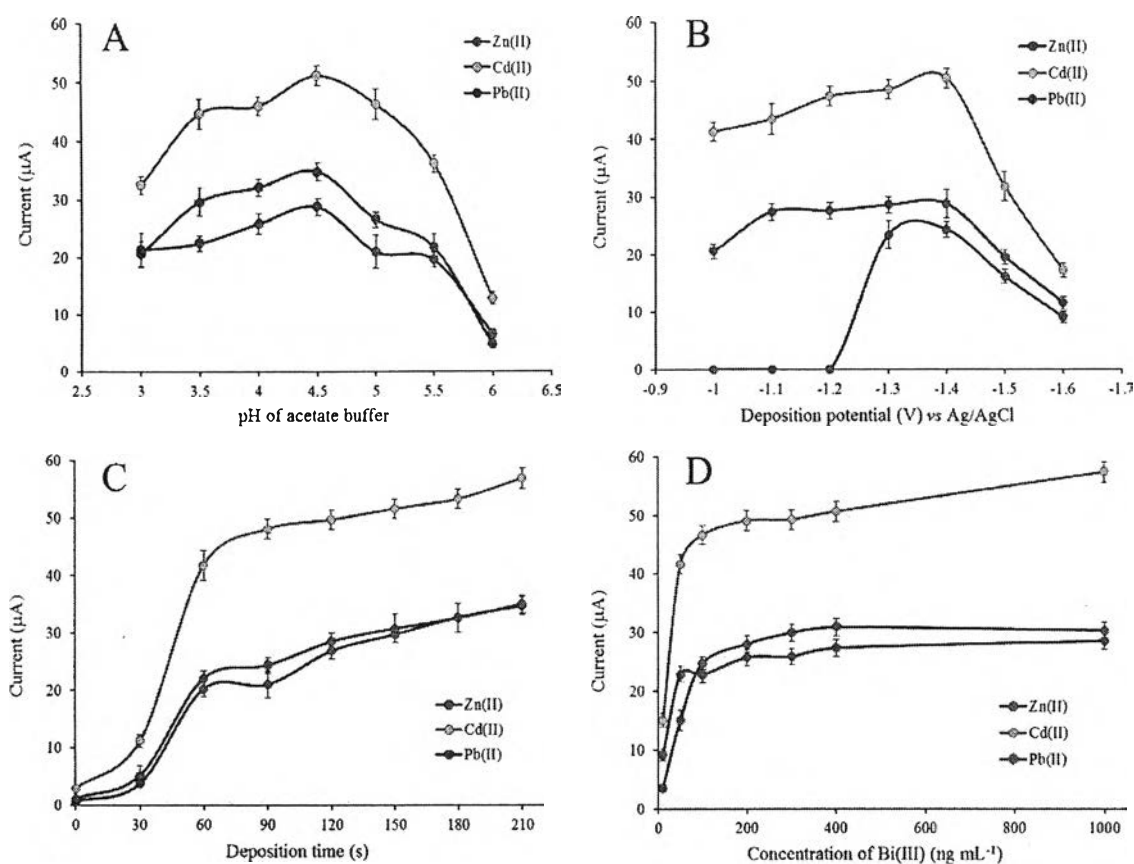 A
Zn(II)
Cd(II)
Pb(II)
Current (μA)
60
50
40
30
20
10
0
2.5 3 3.5 4 4.5 5 5.5 6 6.5
pH of acetate buffer
B
Zn(II)
Cd(II)
Pb(II)
Current (μA)
60
50
40
30
20
10
0
-0.9 -1 -1.1 -1.2 -1.3 -1.4 -1.5 -1.6 -1.7
Deposition potential (V) vs Ag/AgCl
C
Zn(II)
Cd(II)
Pb(II)
Current (μA)
60
50
40
30
20
10
0
0 30 60 90 120 150 180 210
Deposition time (s)
D
Zn(II)
Cd(II)
Pb(II)
Current (μA)
60
50
40
30
20
10
0
0 200 400 600 800 1000
Concentration of Bi(III) (ng mL⁻¹)